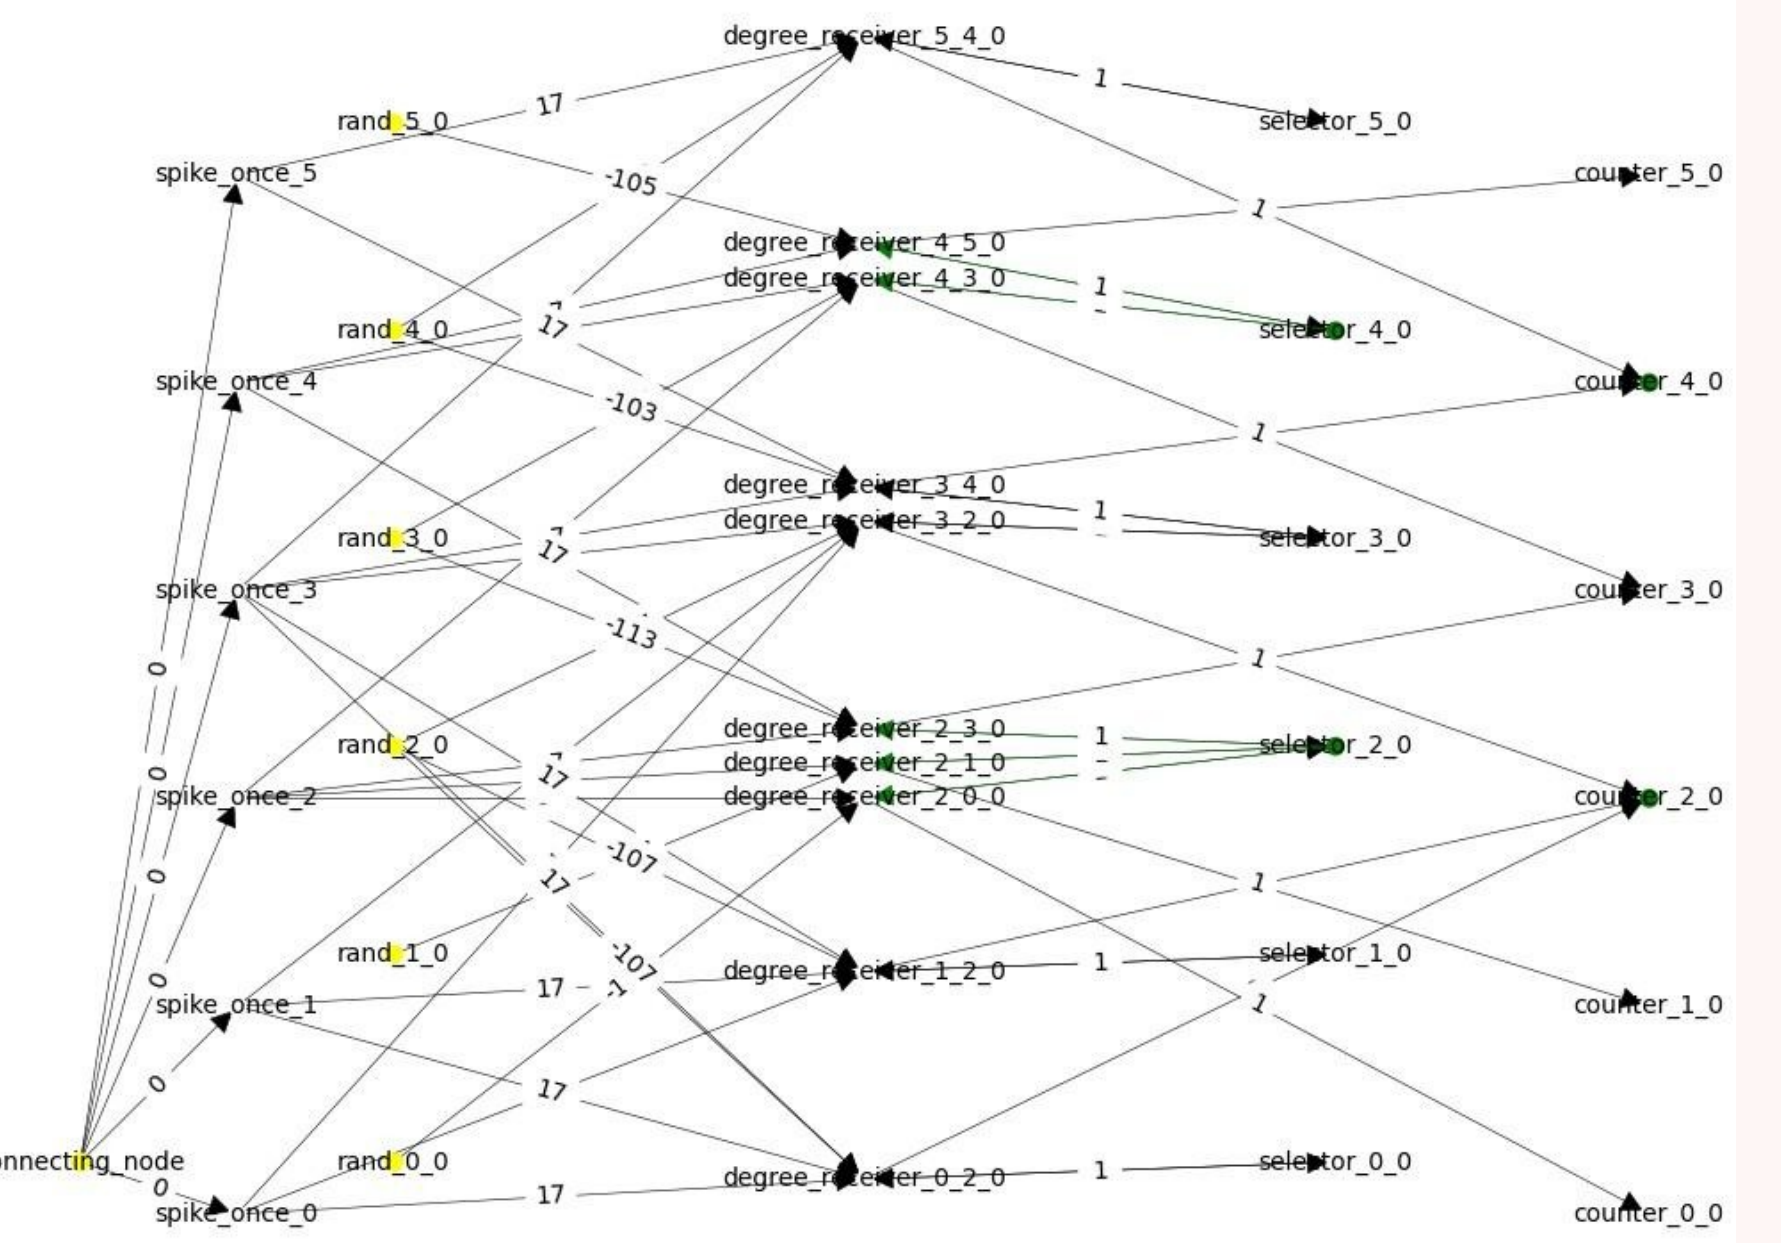 degree_receiver_5_4_0
1
selector_5_0
17
rand_5_0
spike_once_5
counter_5_0
-105
1
degree_receiver_4_5_0
degree_receiver_4_3_0
1
rand_4_0
17
selector_4_0
spike_once_4
counter_4_0
-103
1
degree_receiver_3_4_0
degree_receiver_3_2_0
1
rand_3_0
17
selector_3_0
spike_once_3
counter_3_0
-113
1
0
degree_receiver_2_3_0
1
rand_2_0
selector_2_0
degree_receiver_2_1_0
0
17
spike_once_2
degree_receiver_2_0_0
counter_2_0
-107
0
17
1
rand_1_0
-107
degree_receiver_1_2_0
1
selector_1_0
0
17
-1
spike_once_1
1
counter_1_0
0
17
onnecting_node
rand_0_0
degree_receiver_0_2_0
1
selector_0_0
0
17
spike_once_0
counter_0_0